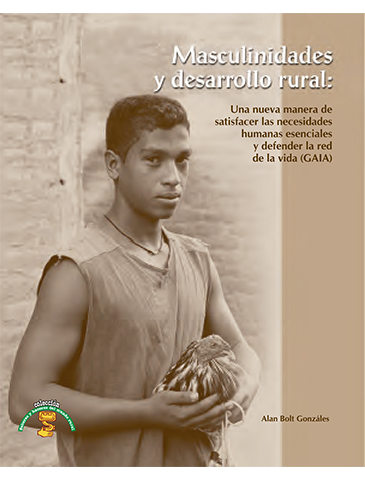 Masculinidades
y desarrollo rural:
Una nueva manera de
satisfacer las necesidades
humanas esenciales
y defender la red
de la vida (GAIA)
Alan Bolt Gonzáles
colección